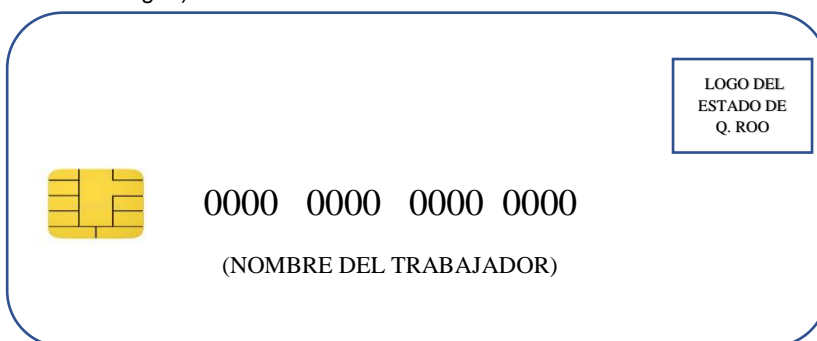 LOGO DEL
ESTADO DE
Q. ROO
0000 0000 0000 0000
(NOMBRE DEL TRABAJADOR)